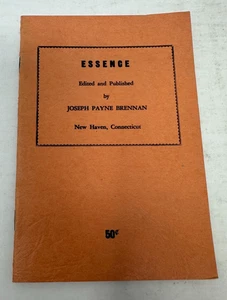 ESSENCE
Edited and Published
by
JOSEPH PAYNE BRENNAN
New Haven, Connecticut
50¢